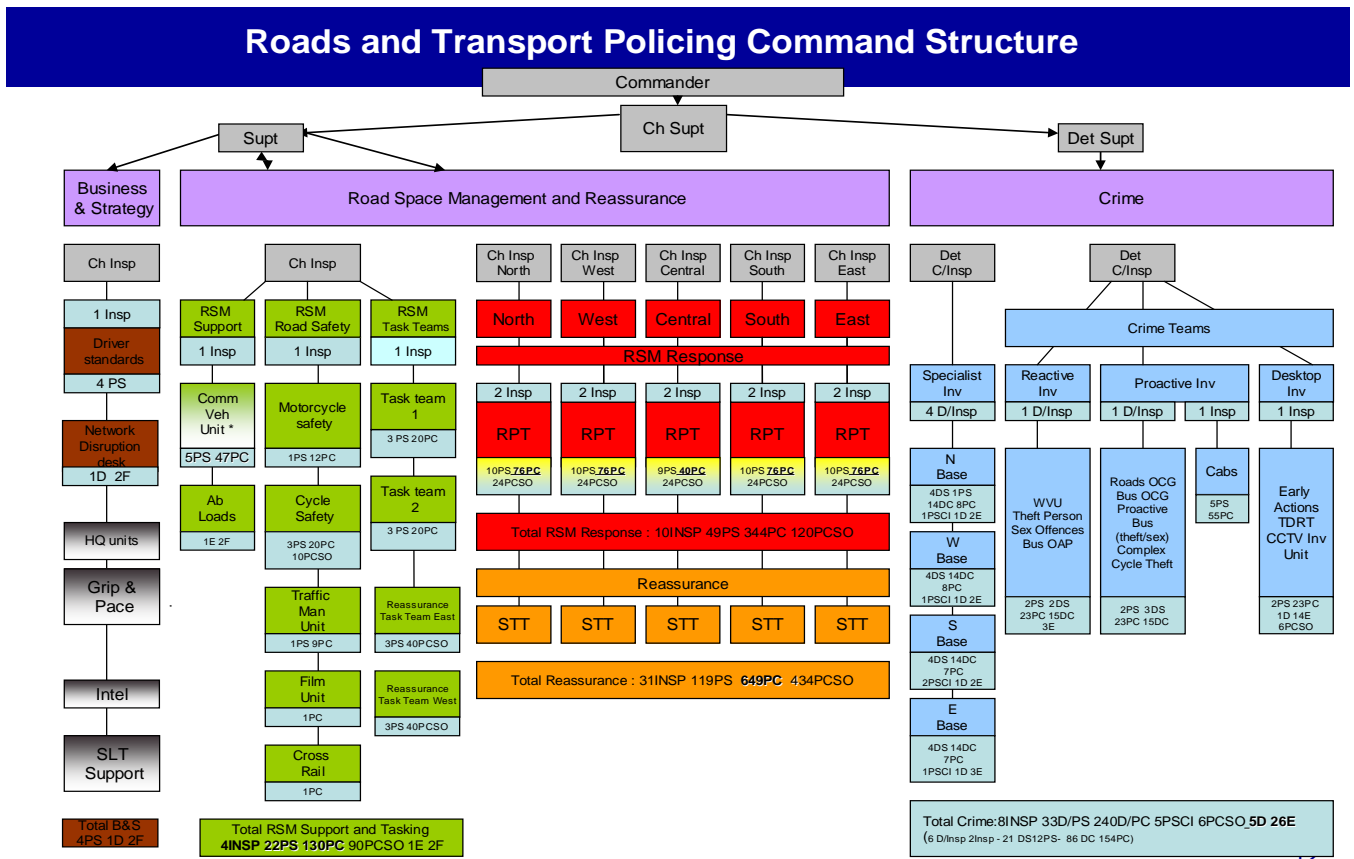 Roads and Transport Policing Command Structure
Commander
Ch Supt
Supt
Det Supt
Business
& Strategy
Road Space Management and Reassurance
Crime
Ch Insp
Ch Insp
Ch Insp
North
Ch Insp
West
Ch Insp
Central
Ch Insp
South
Ch Insp
East
Det
C/Insp
Det
C/Insp
1 Insp
Driver
standards
4 PS
Network
Disruption
desk
1D 2F
HQ units
Grip &
Pace
Intel
SLT
Support
Total B&S
4PS 1D 2F
RSM
Support
1 Insp
Comm
Veh
Unit *
5PS 47PC
Ab
Loads
1E 2F
RSM
Road Safety
1 Insp
Motorcycle
safety
1PS 12PC
Cycle
Safety
3PS 20PC
10PCSO
Traffic
Man
Unit
1PS 9PC
Film
Unit
1PC
Cross
Rail
1PC
RSM
Task Teams
1 Insp
Task team
1
3 PS 20PC
Task team
2
3 PS 20PC
Reassurance
Task Team East
3PS 40PCSO
Reassurance
Task Team West
3PS 40PCSO
Total RSM Support and Tasking
4INSP 22PS 130PC 90PCSO 1E 2F
North
West
Central
South
East
RSM Response
2 Insp
2 Insp
2 Insp
2 Insp
2 Insp
RPT
RPT
RPT
RPT
RPT
10PS 76PC
24PCSO
10PS 76PC
24PCSO
9PS 40PC
24PCSO
10PS 76PC
24PCSO
10PS 76PC
24PCSO
Total RSM Response : 10INSP 49PS 344PC 120PCSO
Reassurance
STT
STT
STT
STT
STT
Total Reassurance : 31INSP 119PS 649PC 434PCSO
Crime Teams
Specialist
Inv
4 D/Insp
N
Base
4DS 1PS
14DC 8PC
1PSCI 1D 2E
W
Base
4DS 14DC
8PC
1PSCI 1D 2E
S
Base
4DS 14DC
7PC
2PSCI 1D 2E
E
Base
4DS 14DC
7PC
1PSCI 1D 3E
Reactive
Inv
1 D/Insp
WVU
Theft Person
Sex Offences
Bus OAP
2PS 2DS
23PC 15DC
3E
Proactive Inv
1 D/Insp
1 Insp
Roads OCG
Bus OCG
Proactive
Bus
(theft/sex)
Complex
Cycle Theft
2PS 3DS
23PC 15DC
Cabs
5PS
55PC
Desktop
Inv
1 Insp
Early
Actions
TDRT
CCTV Inv
Unit
2PS 23PC
1D 14E
6PCSO
Total Crime:8INSP 33D/PS 240D/PC 5PSCI 6PCSO 5D 26E
(6 D/Insp 2Insp - 21 DS12PS- 86 DC 154PC)